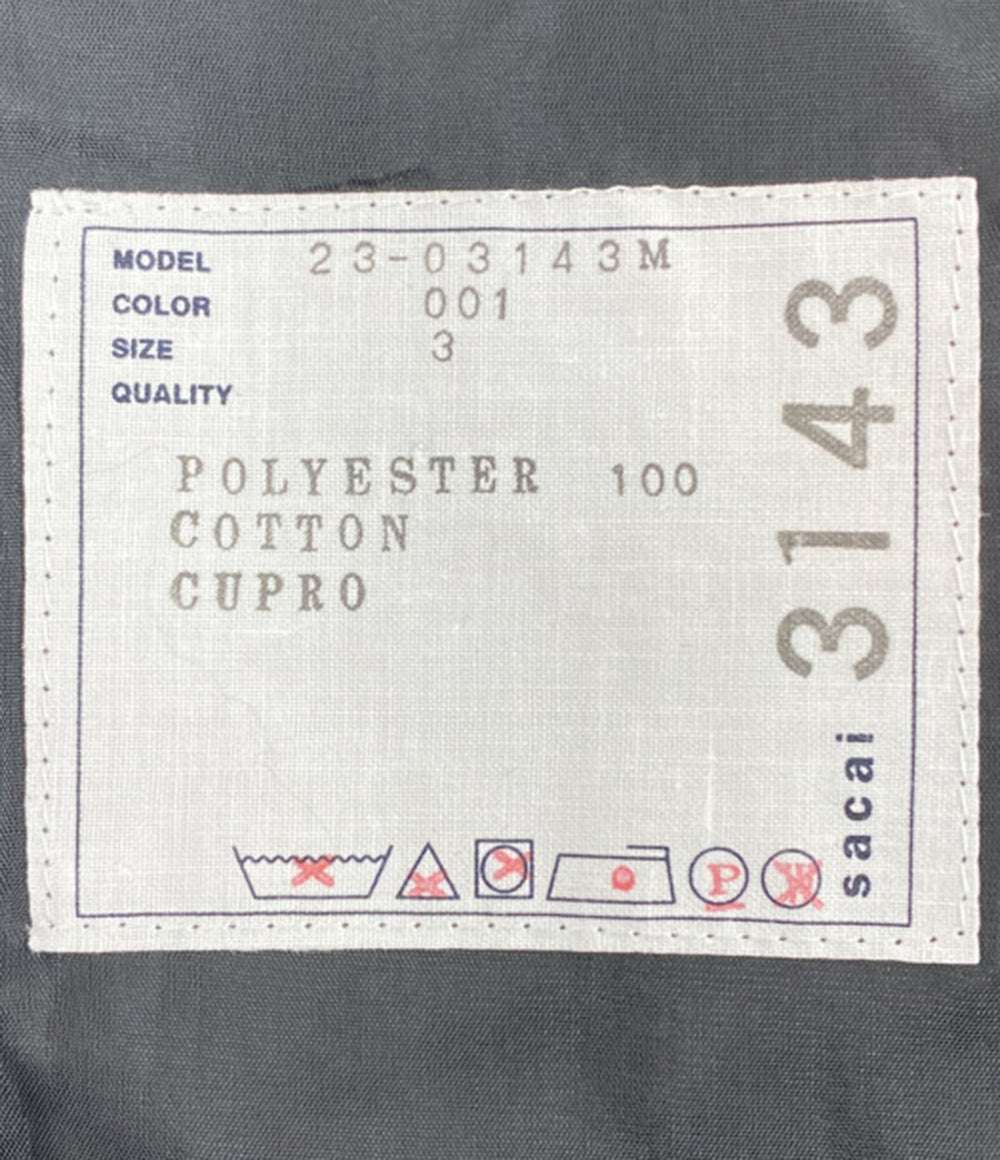 MODEL 23-03143M
COLOR 001
SIZE 3
QUALITY
POLYESTER 100
COTTON
CUPRO
P
W
sacai 3143